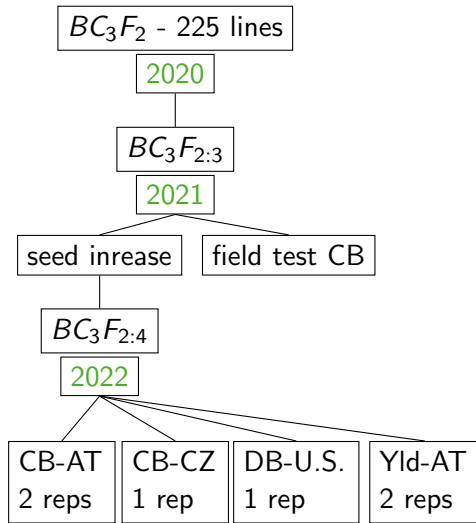 BC₃F₂ - 225 lines
2020
BC₃F₂:₃
2021
seed inrease
field test CB
BC₃F₂:₄
2022
CB-AT
2 reps
CB-CZ
1 rep
DB-U.S.
1 rep
Yld-AT
2 reps